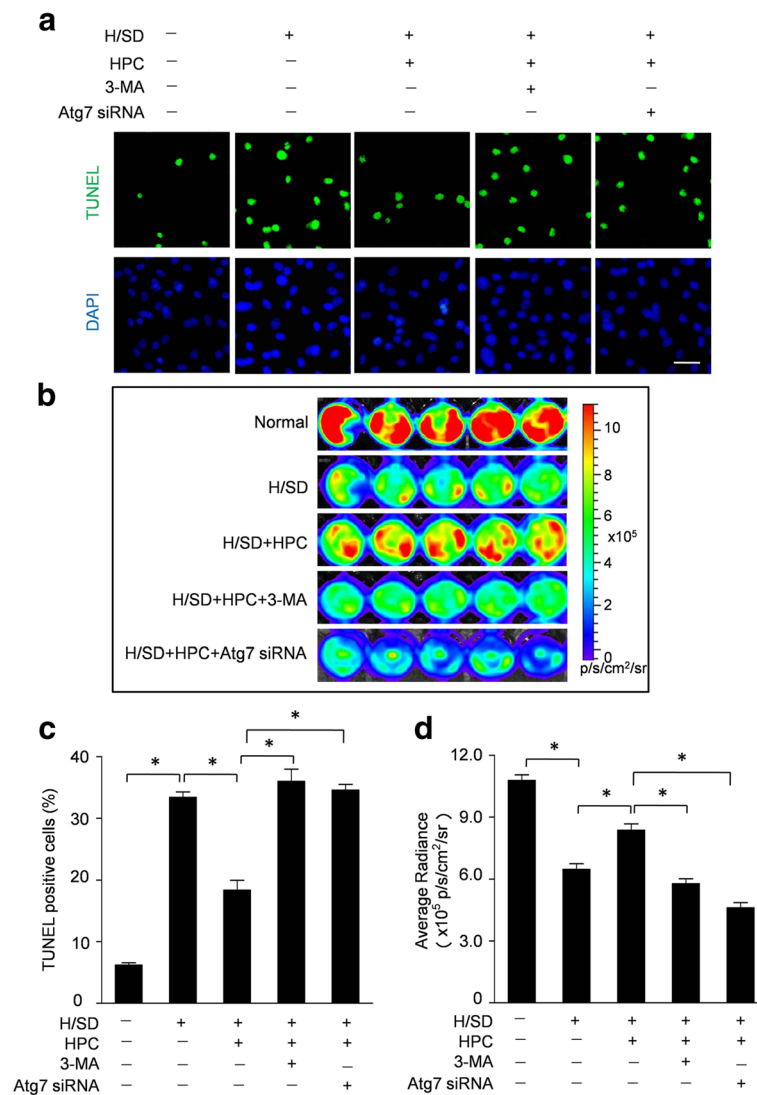 a
H/SD – + + + +
HPC – – + + +
3-MA – – – + –
Atg7 siRNA – – – – +
TUNEL
DAPI
b
Normal
H/SD
H/SD+HPC
H/SD+HPC+3-MA
H/SD+HPC+Atg7 siRNA
10
8
6
x10⁵
4
2
0
p/s/cm²/sr
c
TUNEL positive cells (%)
40
30
20
10
0
* * * *
H/SD – + + + +
HPC – – + + +
3-MA – – – + –
Atg7 siRNA – – – – +
d
Average Radiance
( x10⁵ p/s/cm²/sr )
12.0
9.0
6.0
3.0
0
* * * *
H/SD – + + + +
HPC – – + + +
3-MA – – – + –
Atg7 siRNA – – – – +